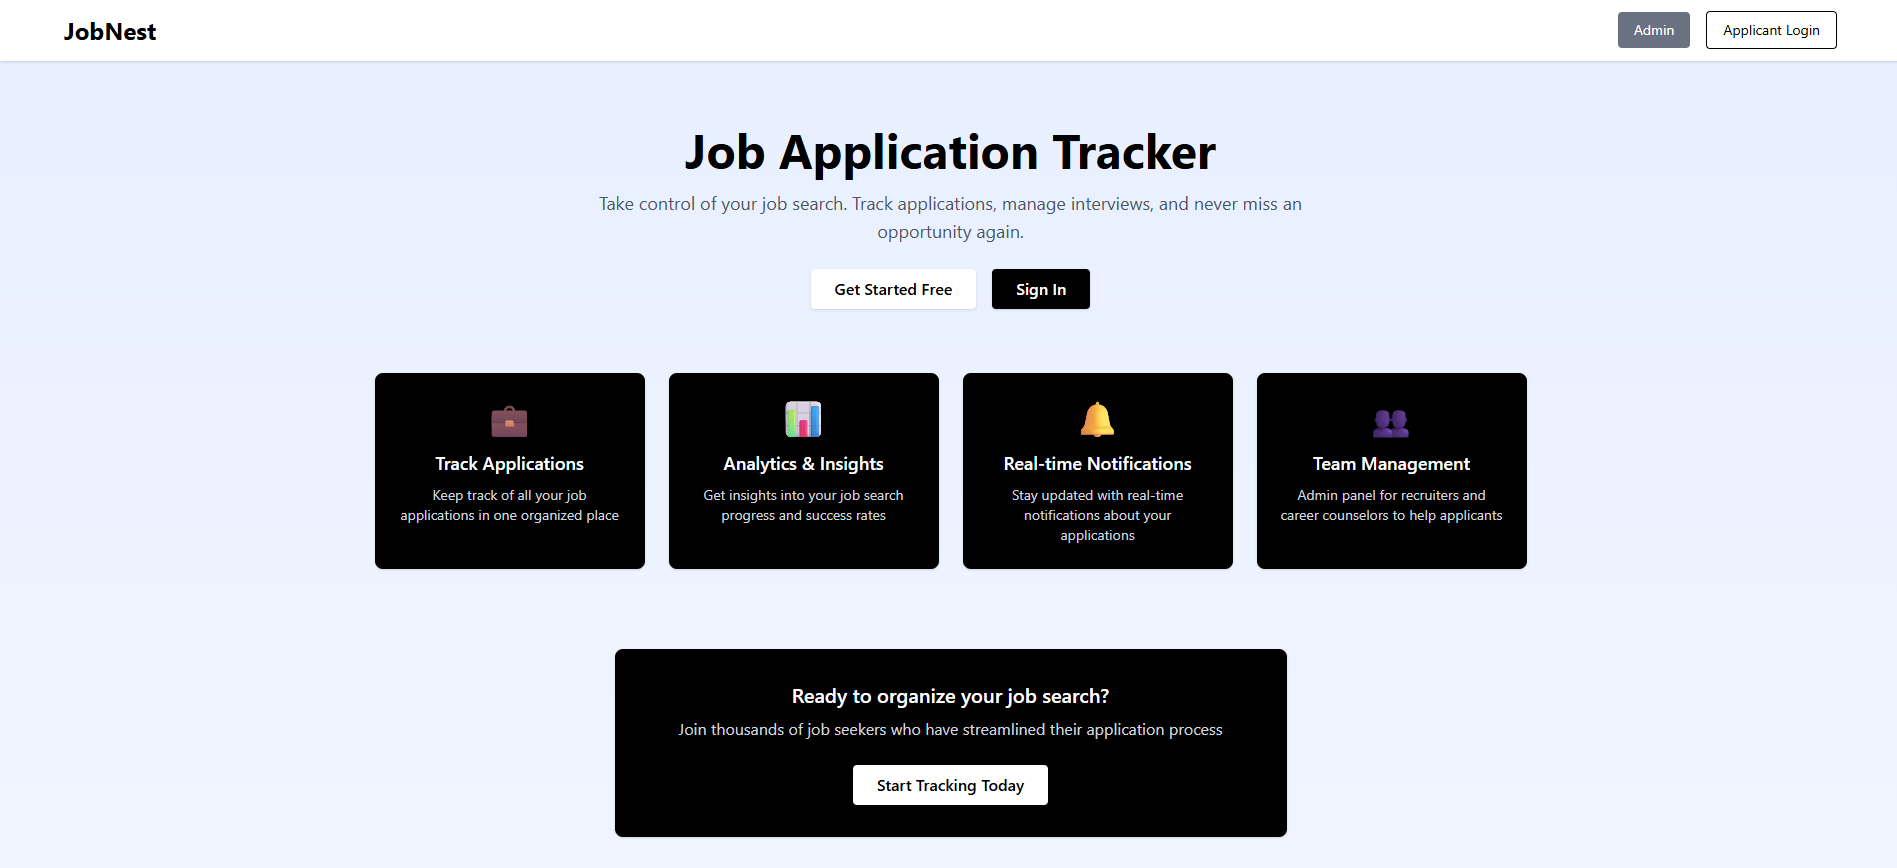 JobNest
Admin
Applicant Login
Job Application Tracker
Take control of your job search. Track applications, manage interviews, and never miss an
opportunity again.
Get Started Free
Sign In
Track Applications
Keep track of all your job
applications in one organized place
Analytics & Insights
Get insights into your job search
progress and success rates
Real-time Notifications
Stay updated with real-time
notifications about your
applications
Team Management
Admin panel for recruiters and
career counselors to help applicants
Ready to organize your job search?
Join thousands of job seekers who have streamlined their application process
Start Tracking Today